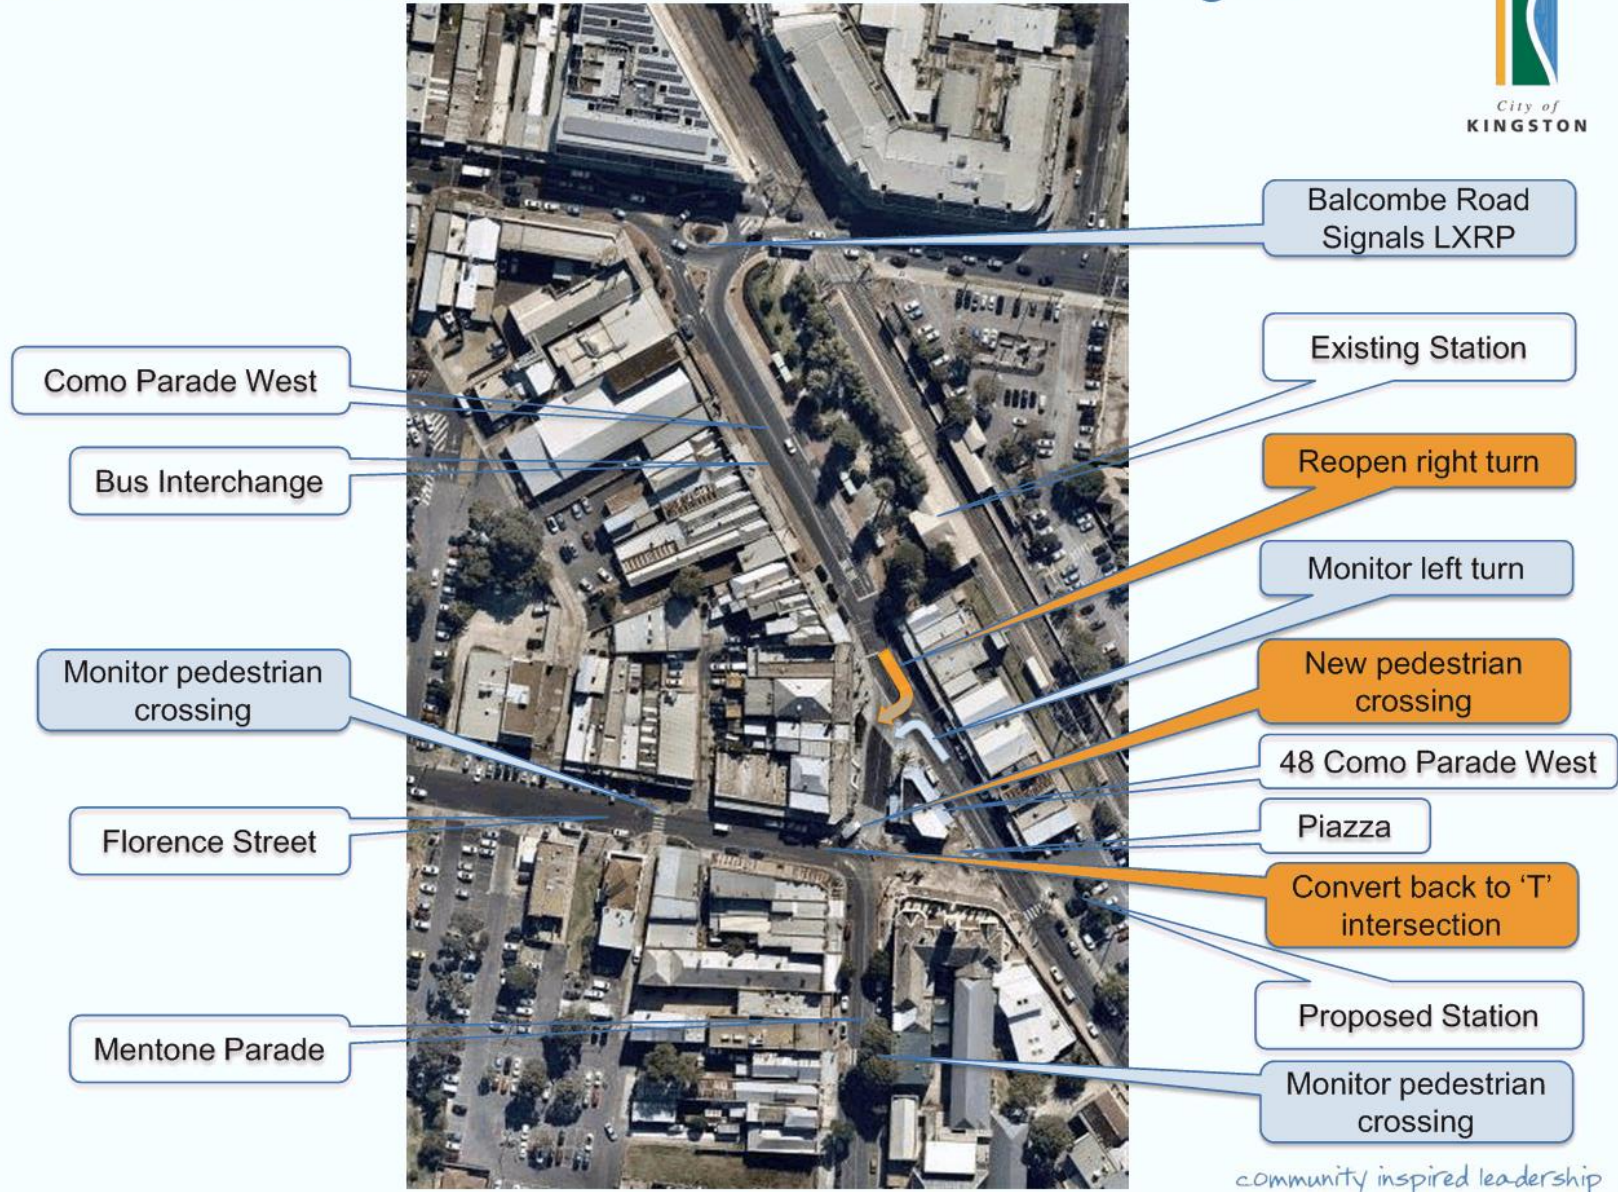 City of
KINGSTON
Balcombe Road
Signals LXRP
Existing Station
Como Parade West
Reopen right turn
Bus Interchange
Monitor left turn
Monitor pedestrian
crossing
New pedestrian
crossing
48 Como Parade West
Piazza
Florence Street
Convert back to ‘T’
intersection
Proposed Station
Mentone Parade
Monitor pedestrian
crossing
community inspired leadership